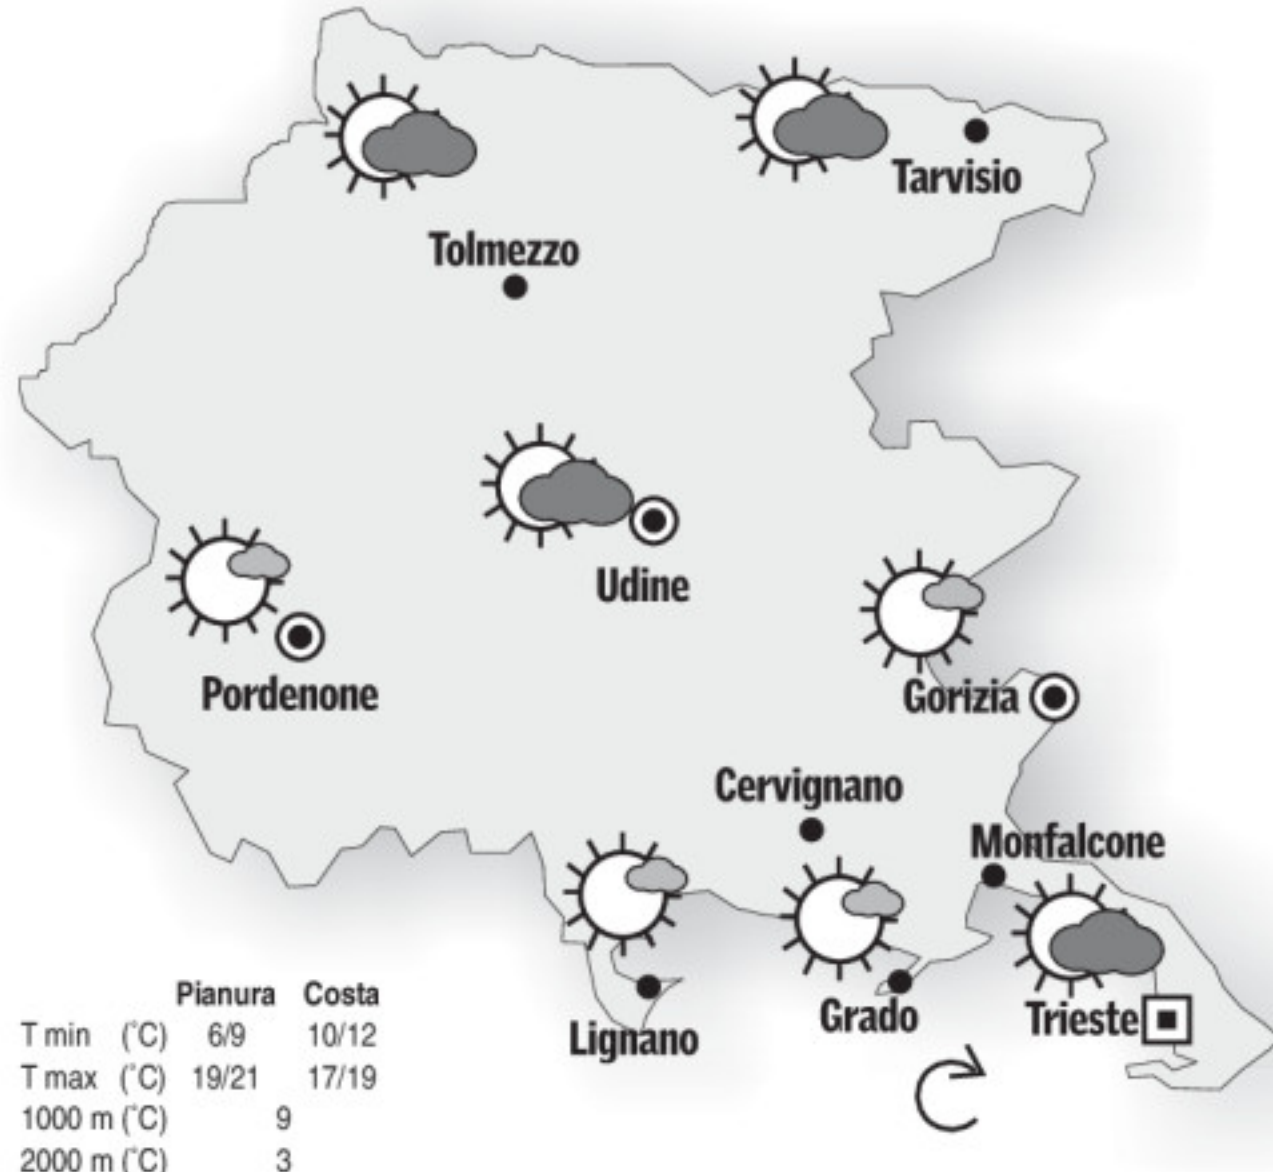 Tarvisio
Tolmezzo
Udine
Pordenone
Gorizia
Cervignano
Monfalcone
Grado
Trieste
Lignano
Pianura Costa
T min (°C) 6/9 10/12
T max (°C) 19/21 17/19
1000 m (°C) 9
2000 m (°C) 3